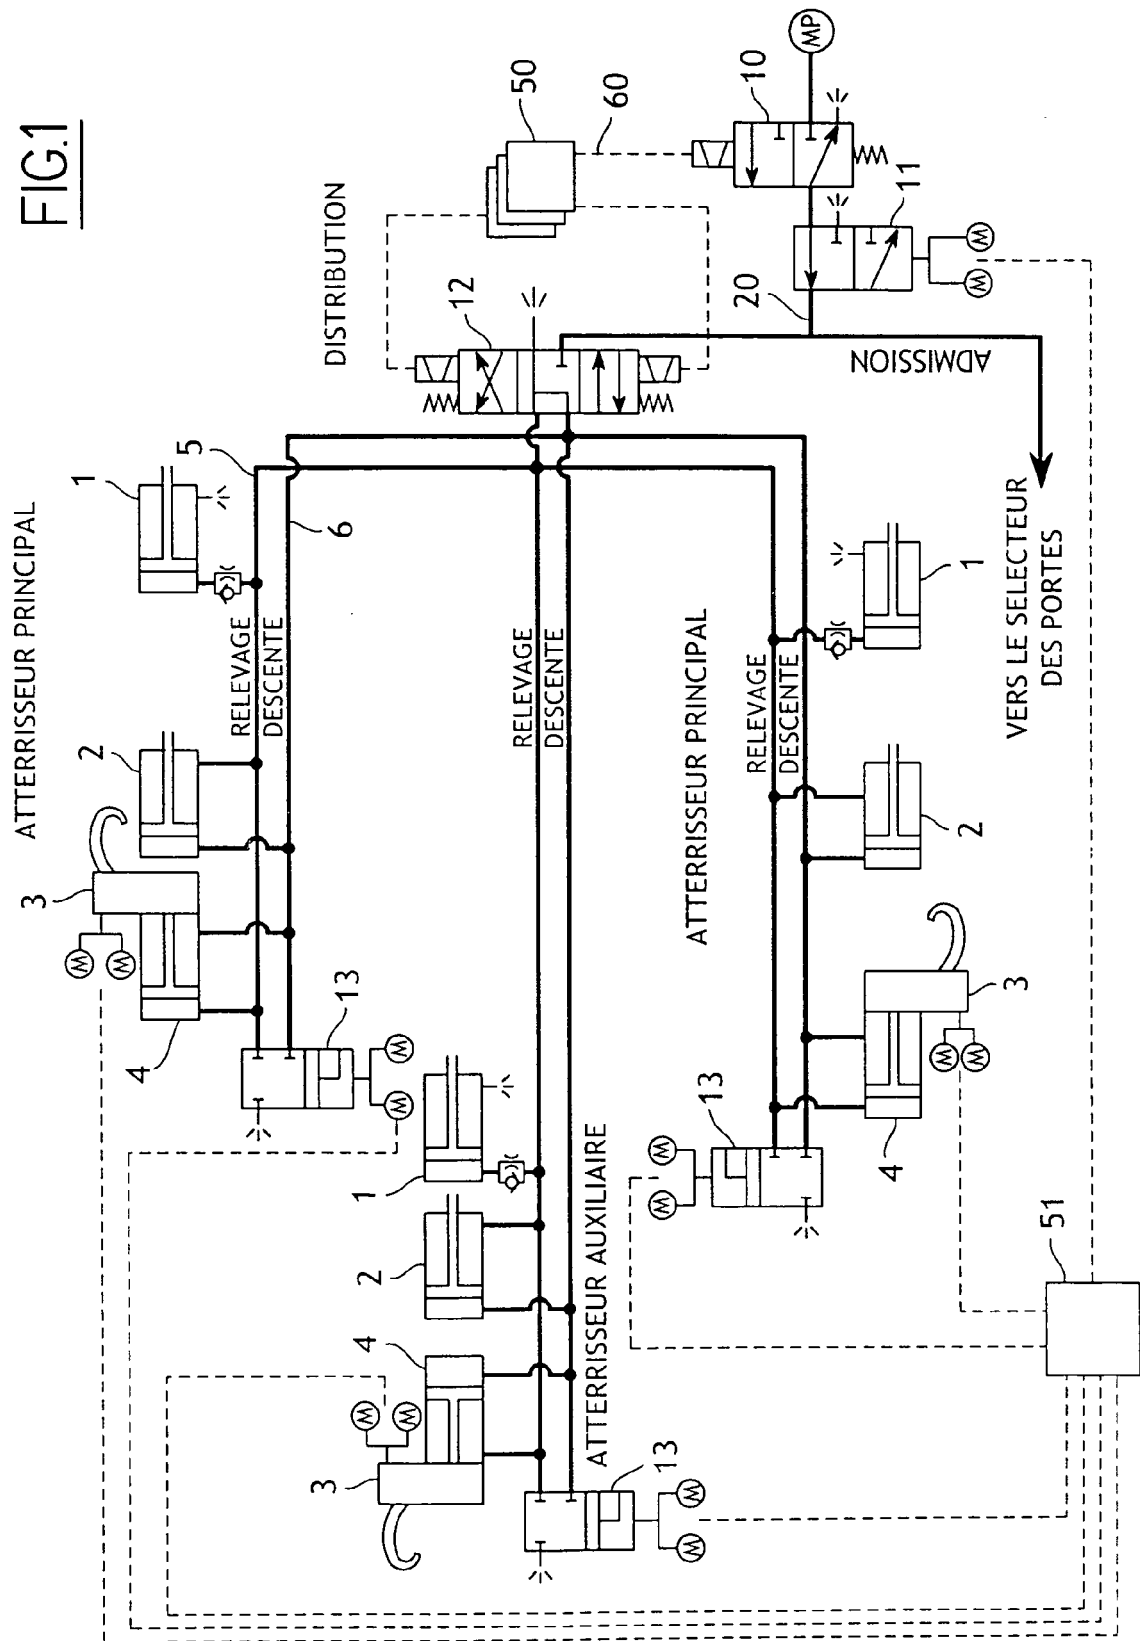 FIG.1
ATTERRISSEUR PRINCIPAL
DISTRIBUTION
50
60
10
MP
11
M
M
20
12
ADMISSION
VERS LE SELECTEUR
DES PORTES
5
6
1
RELEVAGE
DESCENTE
2
3
M
M
4
13
M
M
RELEVAGE
DESCENTE
1
2
4
M
M
3
ATTERRISSEUR AUXILIAIRE
13
M
M
ATTERRISSEUR PRINCIPAL
RELEVAGE
DESCENTE
1
2
3
M
M
4
13
M
M
51